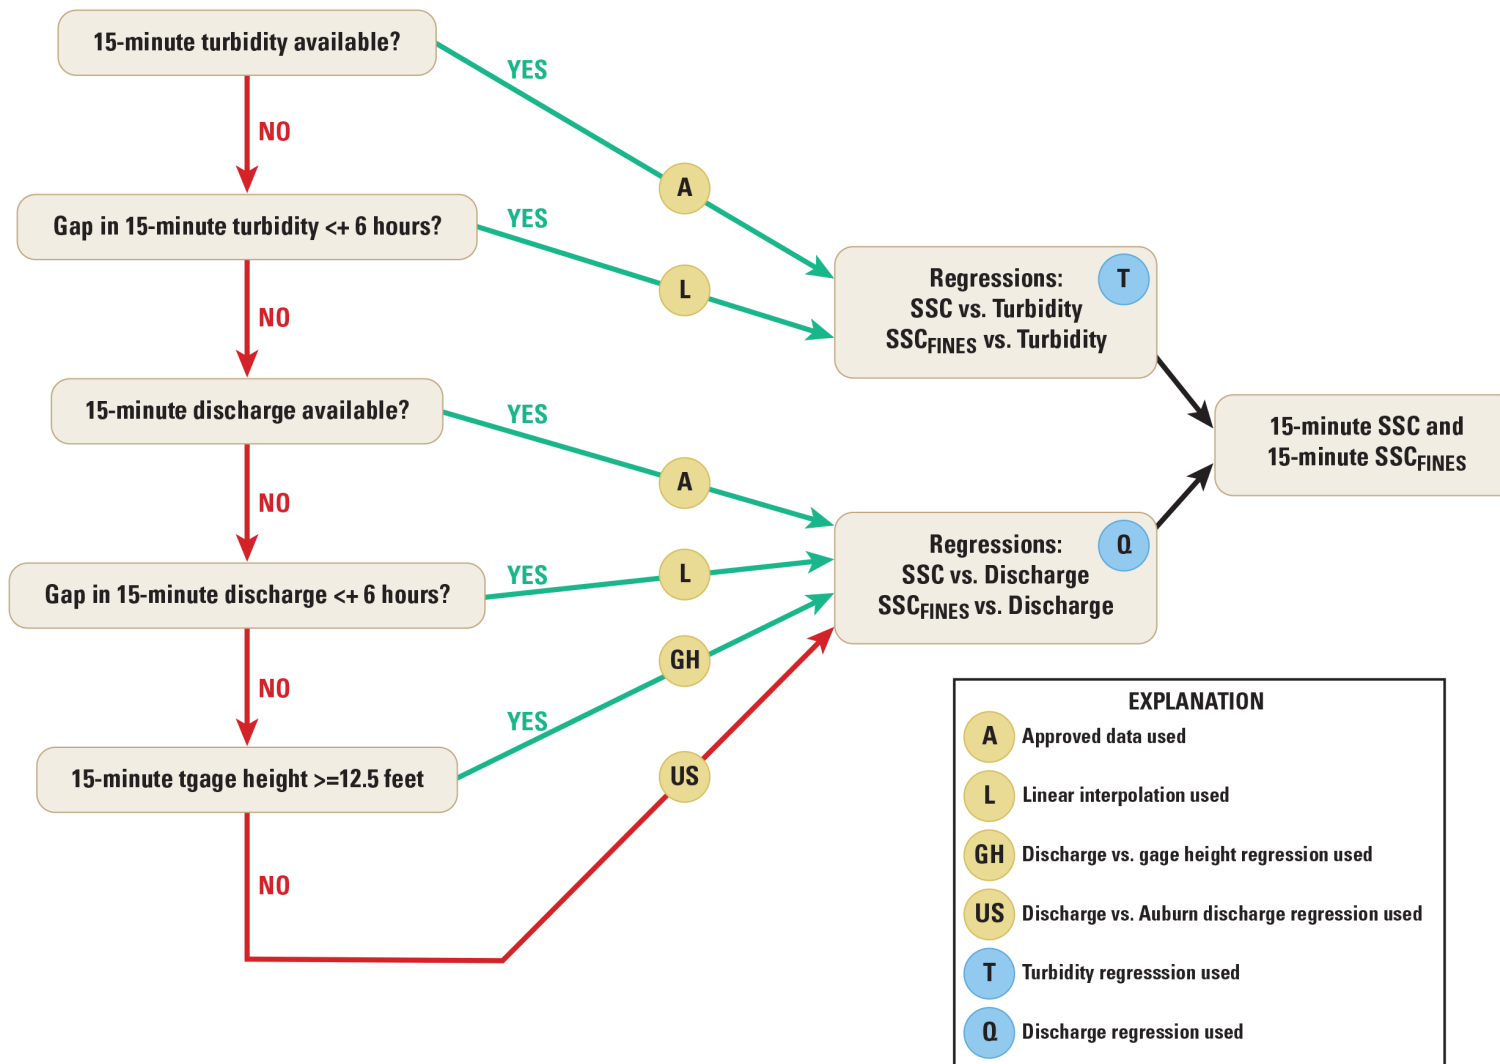 15-minute turbidity available?
YES
NO
A
Gap in 15-minute turbidity <+ 6 hours?
YES
NO
L
Regressions:
SSC vs. Turbidity
SSCFINES vs. Turbidity
T
15-minute discharge available?
YES
NO
A
15-minute SSC and
15-minute SSCFINES
Gap in 15-minute discharge <+ 6 hours?
YES
NO
L
Regressions:
SSC vs. Discharge
SSCFINES vs. Discharge
Q
GH
YES
15-minute tgage height >=12.5 feet
US
NO
EXPLANATION
A Approved data used
L Linear interpolation used
GH Discharge vs. gage height regression used
US Discharge vs. Auburn discharge regression used
T Turbidity regresssion used
Q Discharge regression used